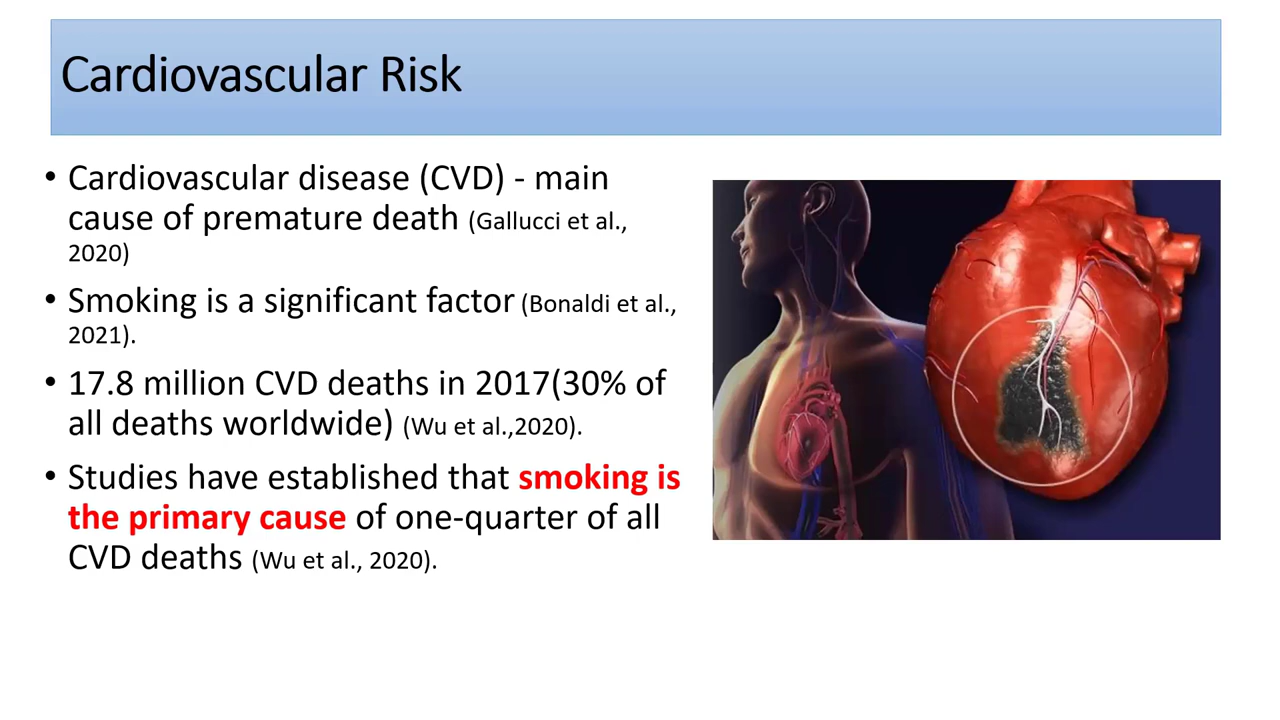 Cardiovascular Risk
• Cardiovascular disease (CVD) - main
cause of premature death (Gallucci et al.,
2020)
• Smoking is a significant factor (Bonaldi et al.,
2021).
• 17.8 million CVD deaths in 2017(30% of
all deaths worldwide) (Wu et al.,2020).
• Studies have established that smoking is
the primary cause of one-quarter of all
CVD deaths (Wu et al., 2020).